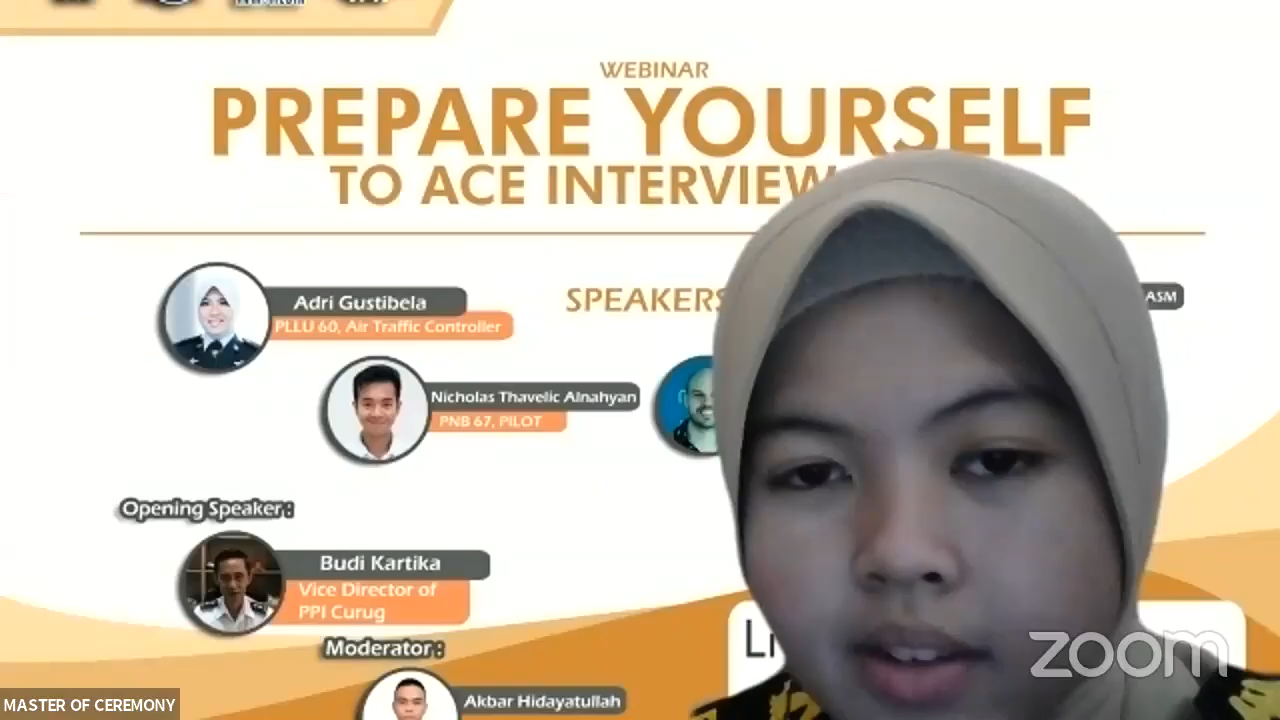 WEBINAR
PREPARE YOURSELF
TO ACE INTERVIEW
SPEAKERS
Adri Gustibela
PLLU 60, Air Traffic Controller
ASM
Nicholas Thavelic Alnahyan
PNB 67, PILOT
Opening Speaker :
Budi Kartika
Vice Director of
PPI Curug
Moderator :
Akbar Hidayatullah
zoom
MASTER OF CEREMONY